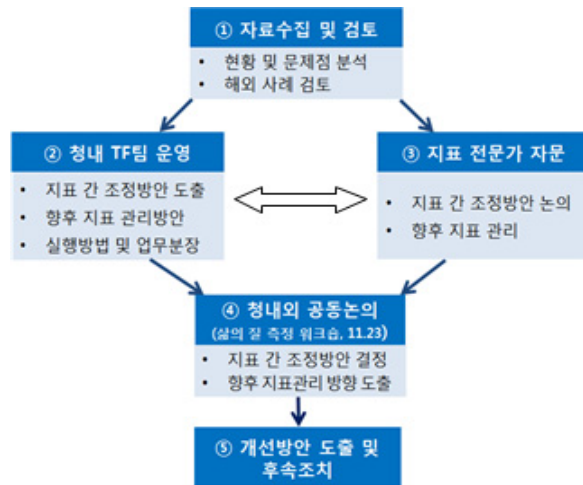 ① 자료수집 및 검토
• 현황 및 문제점 분석
• 해외 사례 검토
② 청내 TF팀 운영
• 지표 간 조정방안 도출
• 향후 지표 관리방안
• 실행방법 및 업무분장
③ 지표 전문가 자문
• 지표 간 조정방안 논의
• 향후 지표 관리
④ 청내외 공동논의
(삶의 질 측정 워크숍, 11.23)
• 지표 간 조정방안 결정
• 향후 지표관리 방향 도출
⑤ 개선방안 도출 및
후속조치